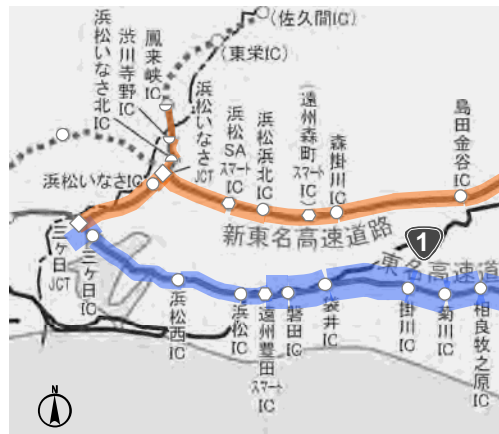 (佐久間IC)
(東栄IC)
鳳来峡IC
渋川寺野IC
浜松いなさ北IC
浜松いなさJCT
浜松いなさIC
浜松SAスマートIC
浜松浜北IC
(遠州森町スマートIC)
森掛川IC
島田金谷IC
新東名高速道路
1
東名高速道
三ヶ日JCT
三ヶ日IC
浜松西IC
浜松IC
遠州豊田スマートIC
磐田IC
袋井IC
掛川IC
菊川IC
相良牧之原IC
N